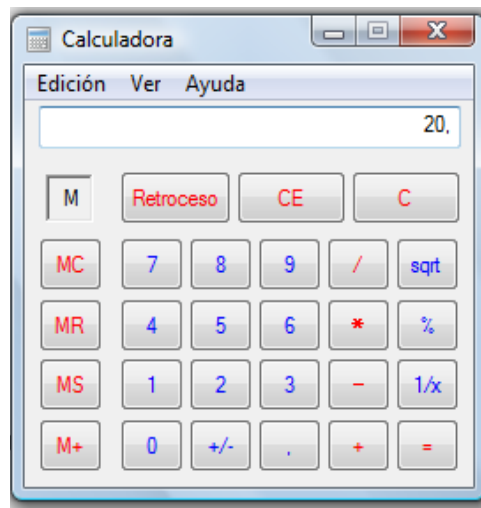 Calculadora
Edición Ver Ayuda
20,
M Retroceso CE C
MC 7 8 9 / sqrt
MR 4 5 6 * %
MS 1 2 3 - 1/x
M+ 0 +/- , + =